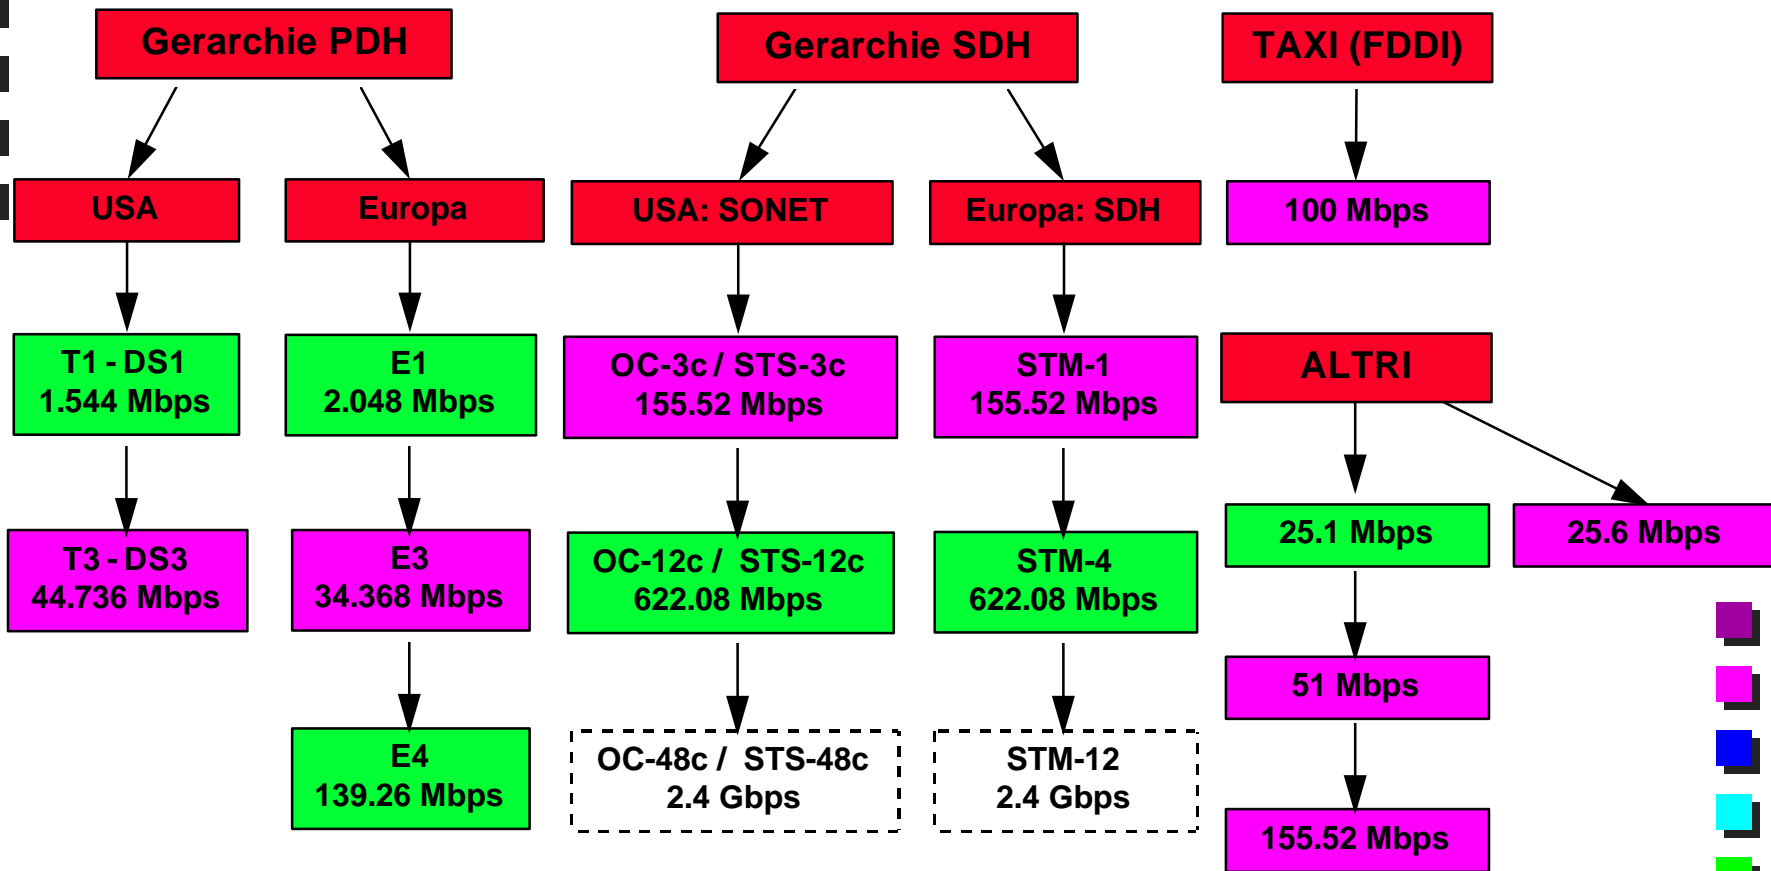 Gerarchie PDH
USA
T1 - DS1
1.544 Mbps
T3 - DS3
44.736 Mbps
Europa
E1
2.048 Mbps
E3
34.368 Mbps
E4
139.26 Mbps
Gerarchie SDH
USA: SONET
OC-3c / STS-3c
155.52 Mbps
OC-12c / STS-12c
622.08 Mbps
OC-48c / STS-48c
2.4 Gbps
Europa: SDH
STM-1
155.52 Mbps
STM-4
622.08 Mbps
STM-12
2.4 Gbps
TAXI (FDDI)
100 Mbps
ALTRI
25.1 Mbps
25.6 Mbps
51 Mbps
155.52 Mbps